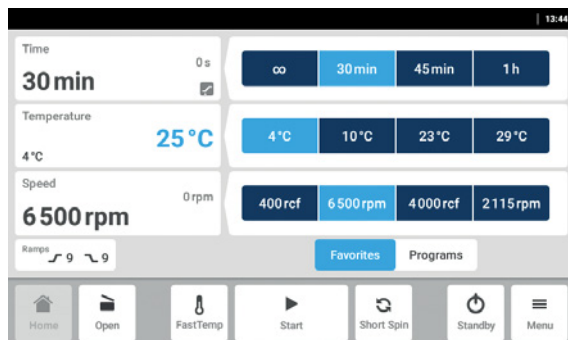 13:44
Time
0 s
30 min
∞ 30 min 45 min 1 h
Temperature
25 °C
4 °C
4 °C 10 °C 23 °C 29 °C
Speed
0 rpm
6 500 rpm
400 rcf 6 500 rpm 4 000 rcf 2 115 rpm
Ramps 9 9
Favorites Programs
Home Open FastTemp Start Short Spin Standby Menu